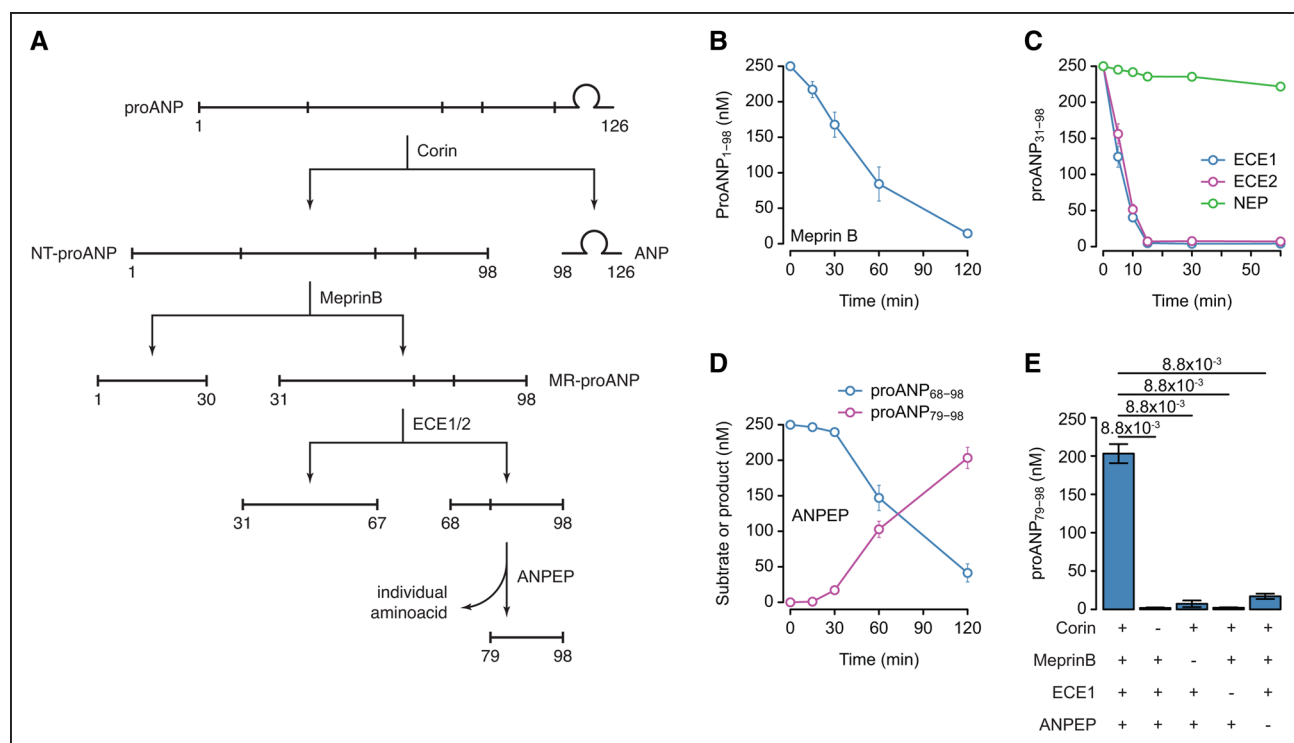 A
proANP
1
126
Corin
NT-proANP
1
98
98
126
ANP
MeprinB
1
30
31
98
MR-proANP
ECE1/2
31
67
68
98
individual
aminoacid
ANPEP
79
98
B
ProANP1–98 (nM)
250
200
150
100
50
0
Meprin B
0
30
60
90
120
Time (min)
C
proANP31–98
250
200
150
100
50
0
ECE1
ECE2
NEP
0
10
30
50
Time (min)
D
proANP68–98
proANP79–98
Subtrate or product (nM)
250
200
150
100
50
0
ANPEP
0
30
60
90
120
Time (min)
E
8.8x10-3
8.8x10-3
8.8x10-3
8.8x10-3
proANP79–98 (nM)
250
200
150
100
50
0
Corin + - + + +
MeprinB + + - + +
ECE1 + + + - +
ANPEP + + + + -